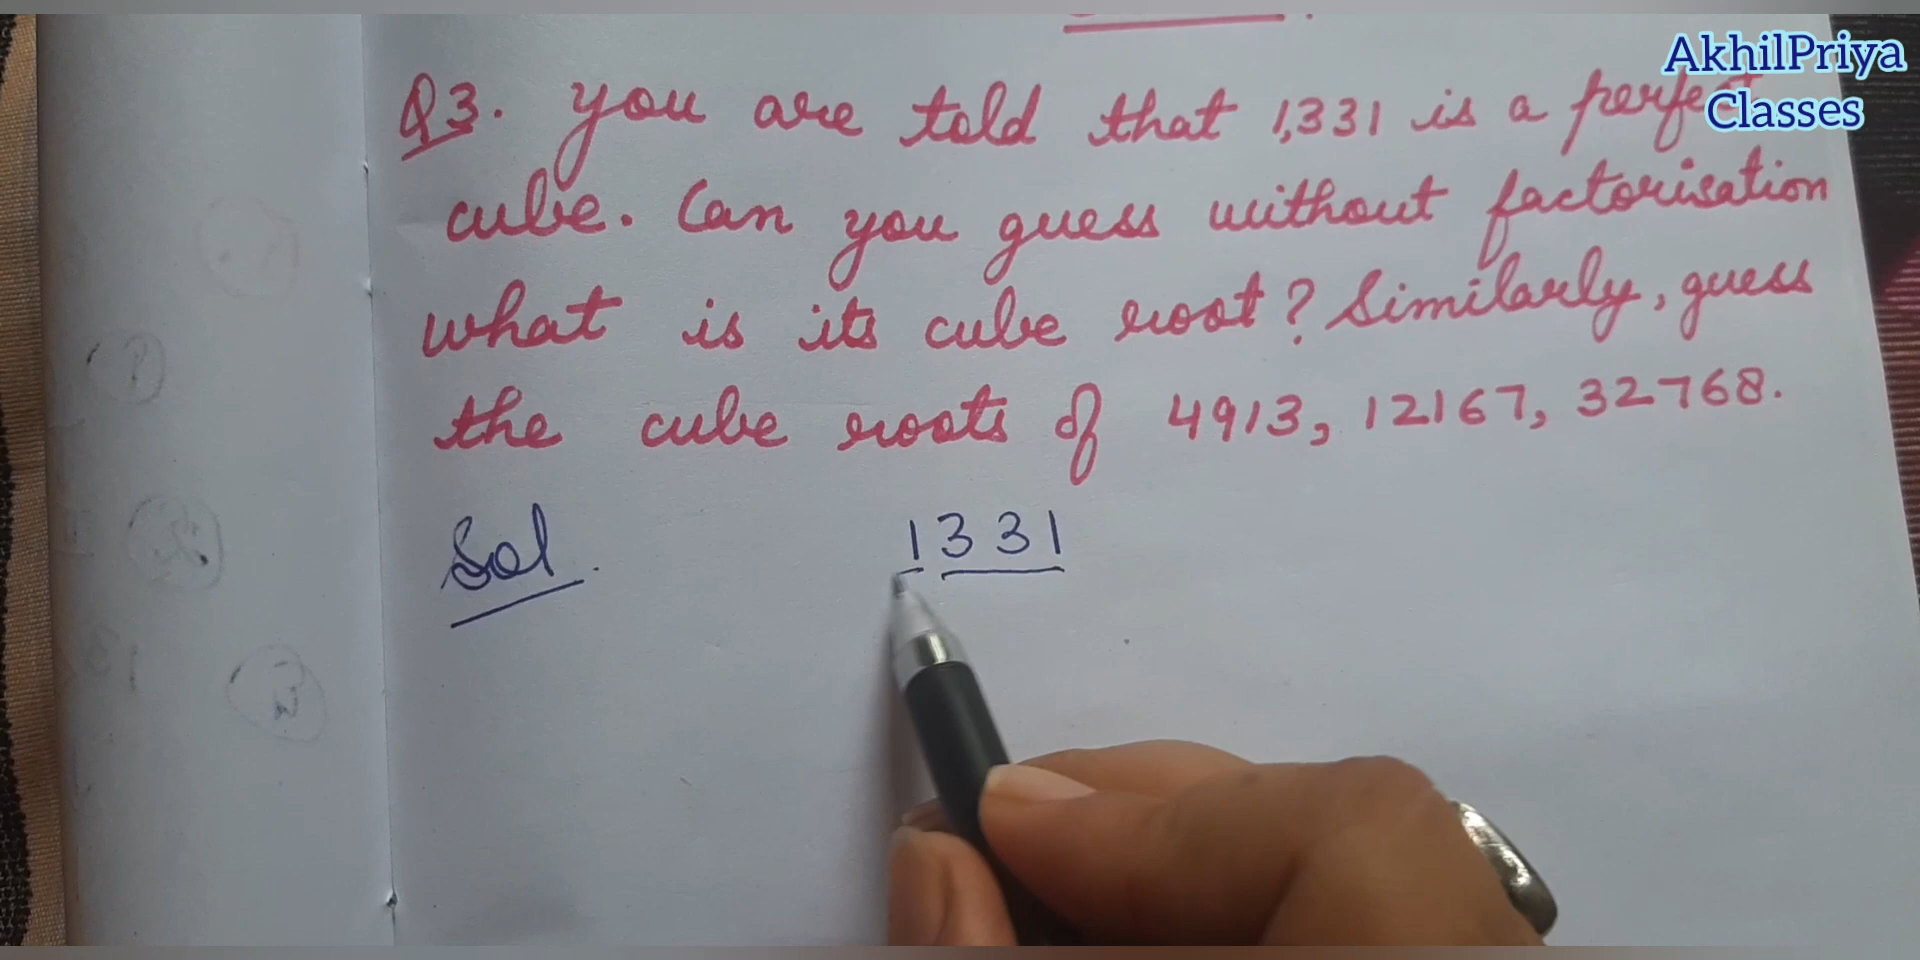 AkhilPriya
Classes
Q3. you are told that 1,331 is a perfect
cube. Can you guess without factorisation
what is its cube root? Similarly, guess
the cube roots of 4913, 12167, 32768.
Sol.
1331